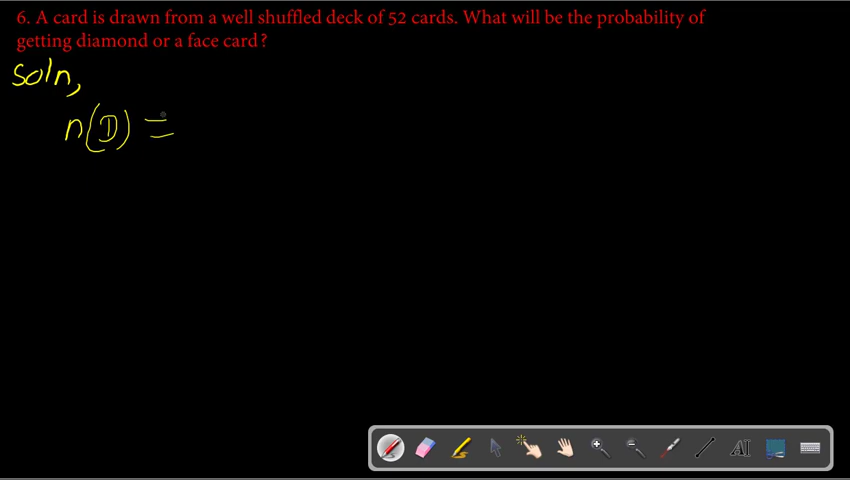 6. A card is drawn from a well shuffled deck of 52 cards. What will be the probability of
getting diamond or a face card?
Soln,
n(D) =
AI